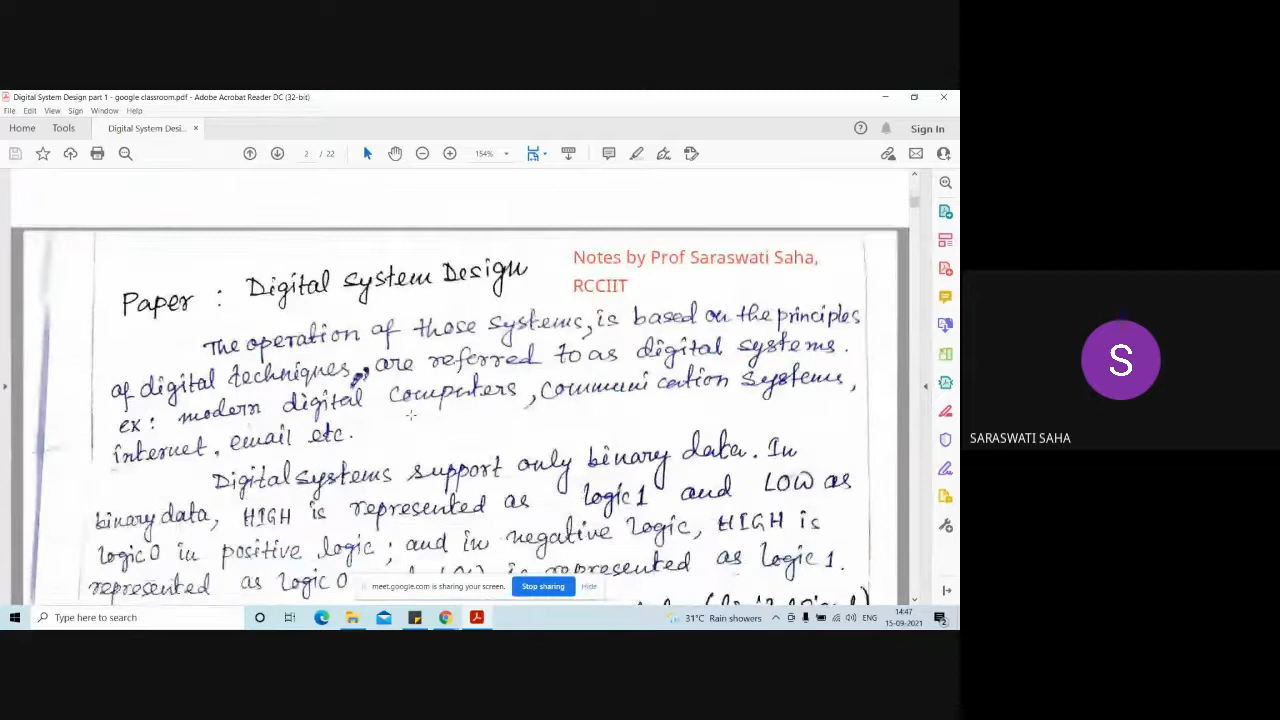 Digital System Design part 1 - google classroom.pdf - Adobe Acrobat Reader DC (32-bit)
File Edit View Sign Window Help
Home Tools Digital System Desi... × Sign In
2 / 22 154%
Notes by Prof Saraswati Saha,
RCCIIT
Paper : Digital System Design
The operation of those systems, is based on the principles
of digital techniques, are referred to as digital systems.
ex: modern digital computers, communication systems,
internet, email etc.
Digital systems support only binary data. In
binary data, HIGH is represented as logic 1 and LOW as
logic 0 in positive logic; and in negative logic, HIGH is
represented as logic 0 is represented as logic 1.
meet.google.com is sharing your screen. Stop sharing Hide
Type here to search
31°C Rain showers ENG 14:47
15-09-2021
2
S
SARASWATI SAHA